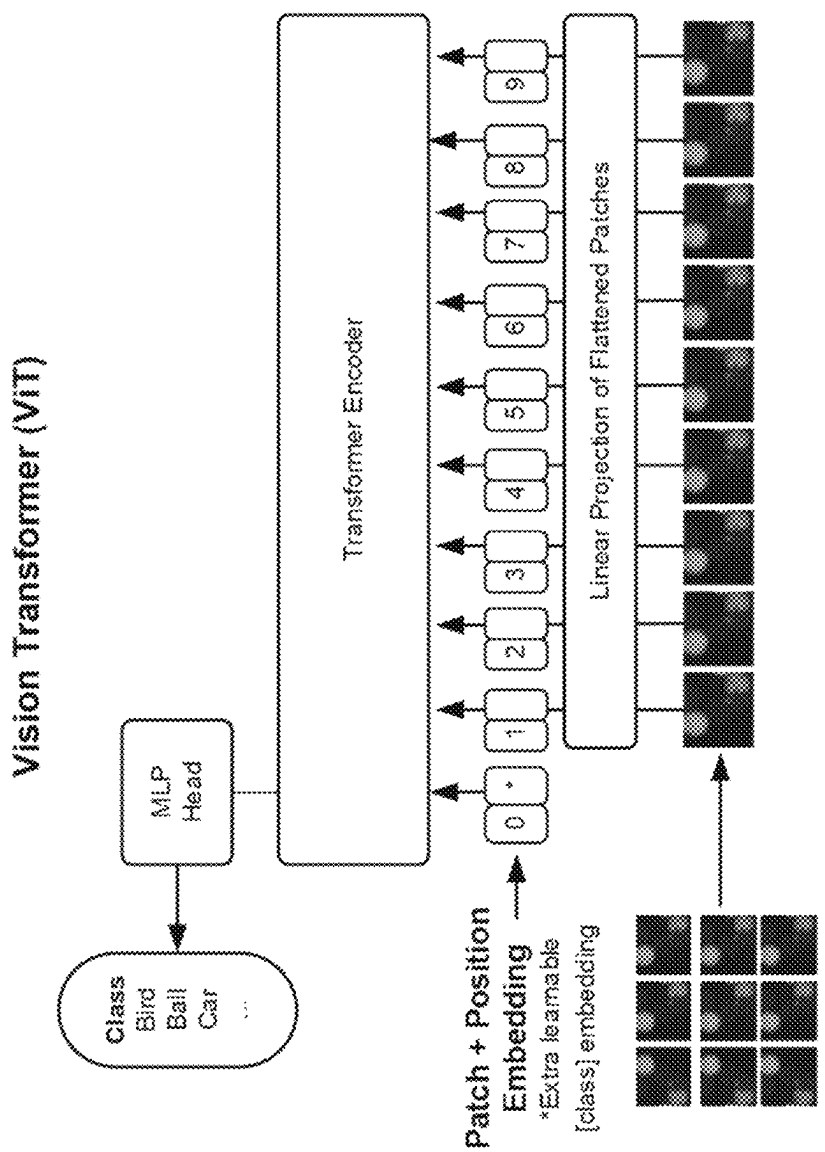 Vision Transformer (ViT)
Class
Bird
Ball
Car
...
MLP
Head
Transformer Encoder
Patch + Position
Embedding
*Extra learnable
[class] embedding
0 *
1
2
3
4
5
6
7
8
9
Linear Projection of Flattened Patches